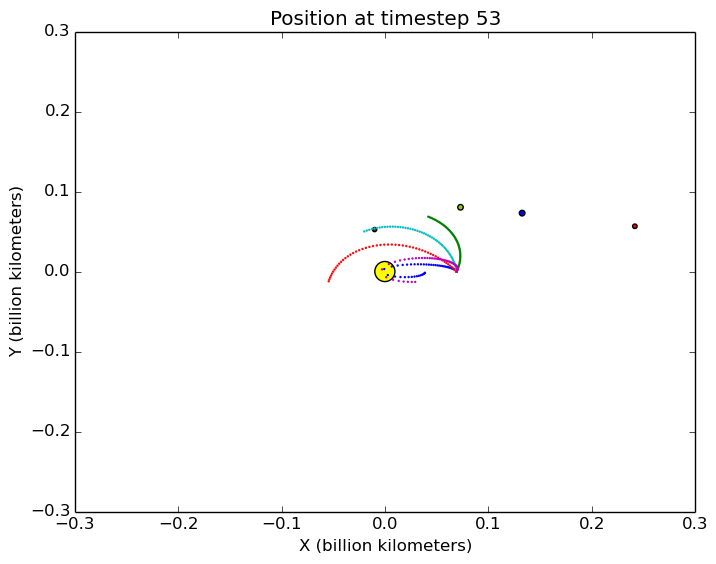 Position at timestep 53
0.3
0.2
0.1
0.0
−0.1
−0.2
−0.3
Y (billion kilometers)
−0.3 −0.2 −0.1 0.0 0.1 0.2 0.3
X (billion kilometers)